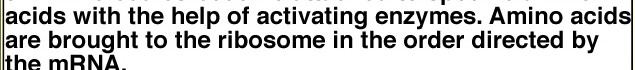 acids with the help of activating enzymes. Amino acids
are brought to the ribosome in the order directed by
the mRNA.